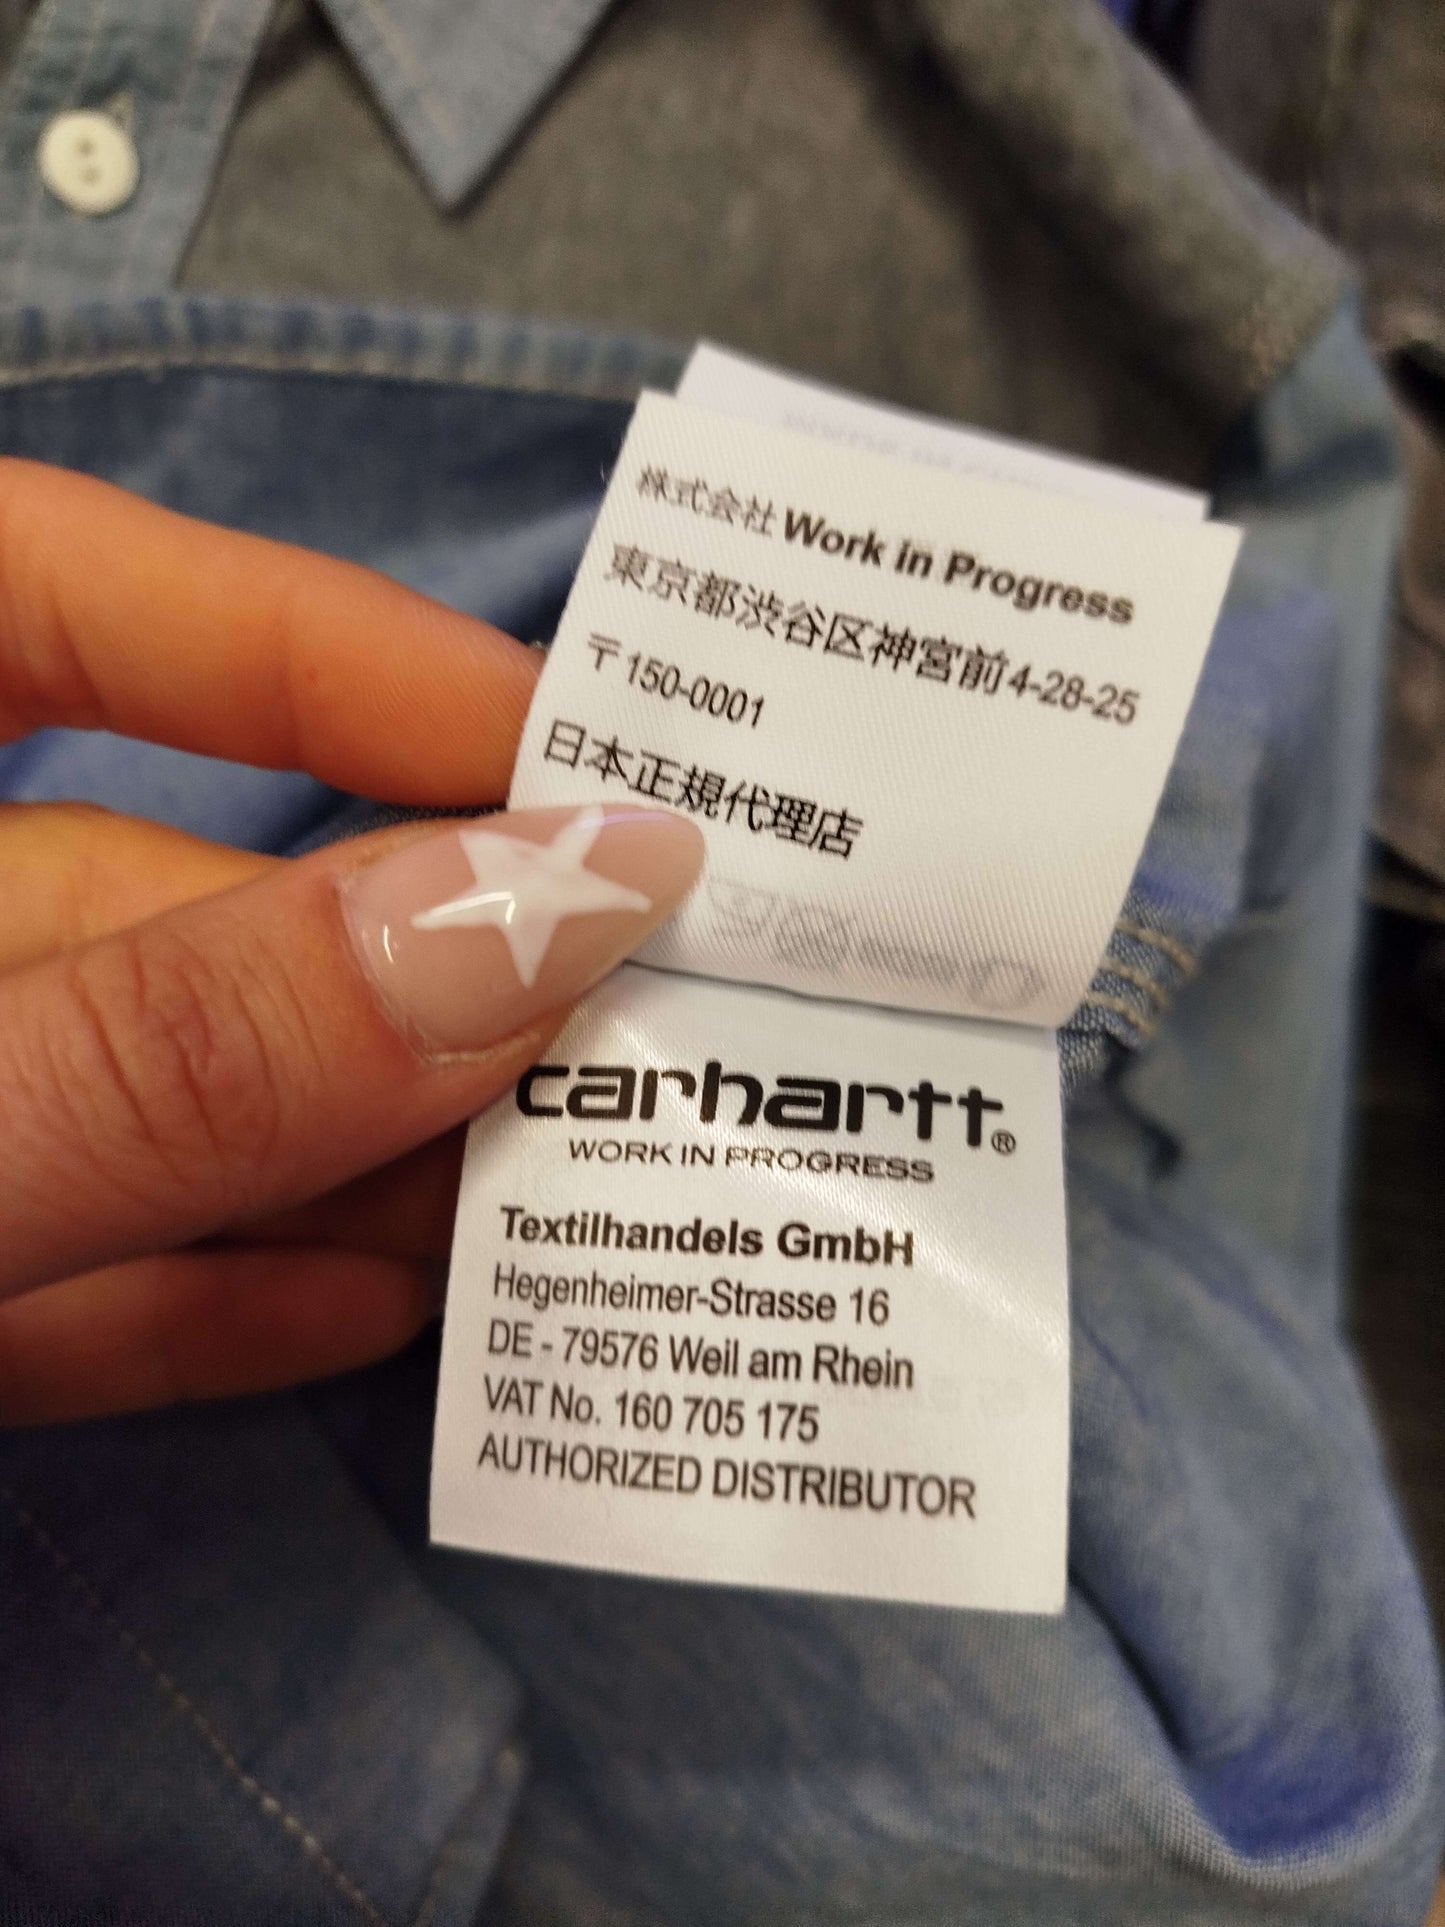 株式会社 Work in Progress
東京都渋谷区神宮前4-28-25
〒150-0001
日本正規代理店
carhartt®
WORK IN PROGRESS
Textilhandels GmbH
Hegenheimer-Strasse 16
DE - 79576 Weil am Rhein
VAT No. 160 705 175
AUTHORIZED DISTRIBUTOR